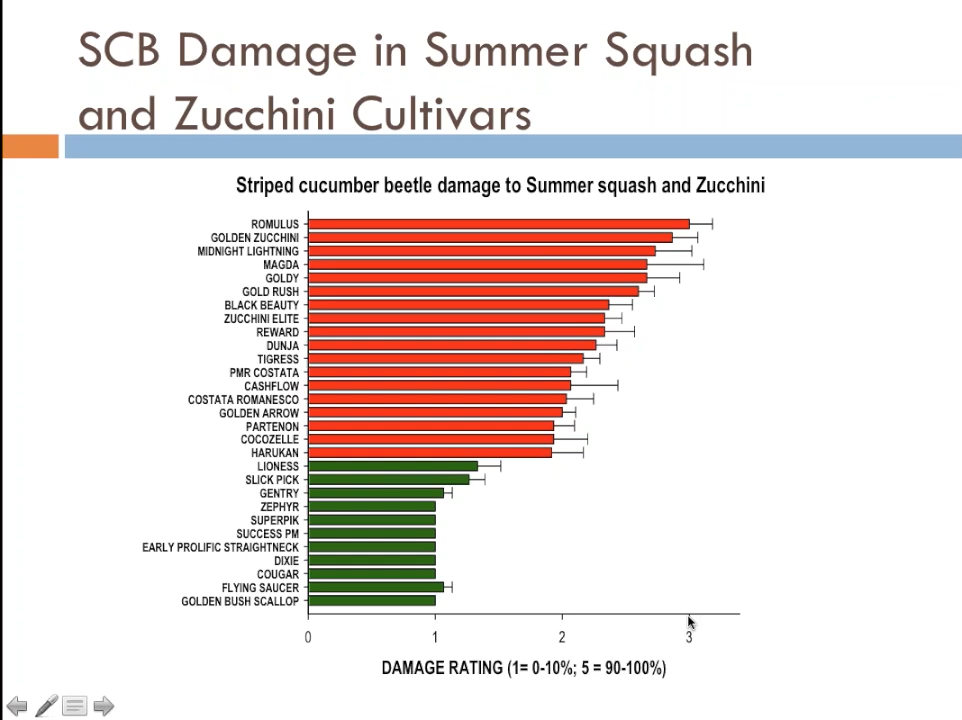 SCB Damage in Summer Squash
and Zucchini Cultivars
Striped cucumber beetle damage to Summer squash and Zucchini
ROMULUS
GOLDEN ZUCCHINI
MIDNIGHT LIGHTNING
MAGDA
GOLDY
GOLD RUSH
BLACK BEAUTY
ZUCCHINI ELITE
REWARD
DUNJA
TIGRESS
PMR COSTATA
CASHFLOW
COSTATA ROMANESCO
GOLDEN ARROW
PARTENON
COCOZELLE
HARUKAN
LIONESS
SLICK PICK
GENTRY
ZEPHYR
SUPERPIK
SUCCESS PM
EARLY PROLIFIC STRAIGHTNECK
DIXIE
COUGAR
FLYING SAUCER
GOLDEN BUSH SCALLOP
0 1 2 3
DAMAGE RATING (1= 0-10%; 5 = 90-100%)